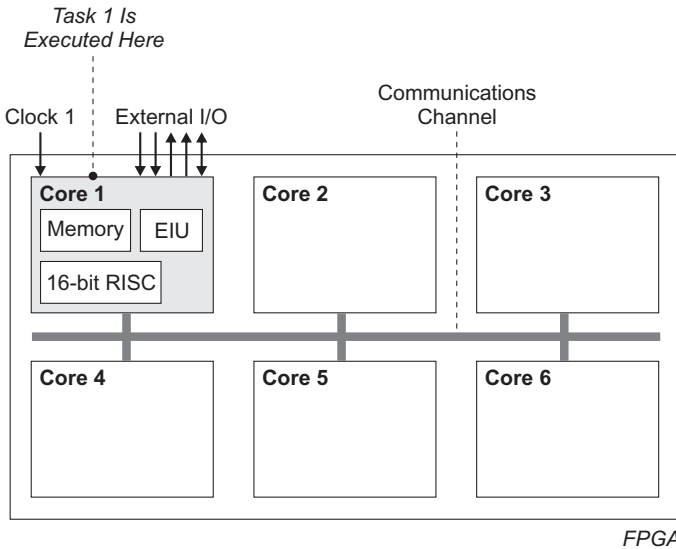 Task 1 Is
Executed Here
Communications
Channel
Clock 1
External I/O
Core 1
Memory
EIU
16-bit RISC
Core 2
Core 3
Core 4
Core 5
Core 6
FPGA